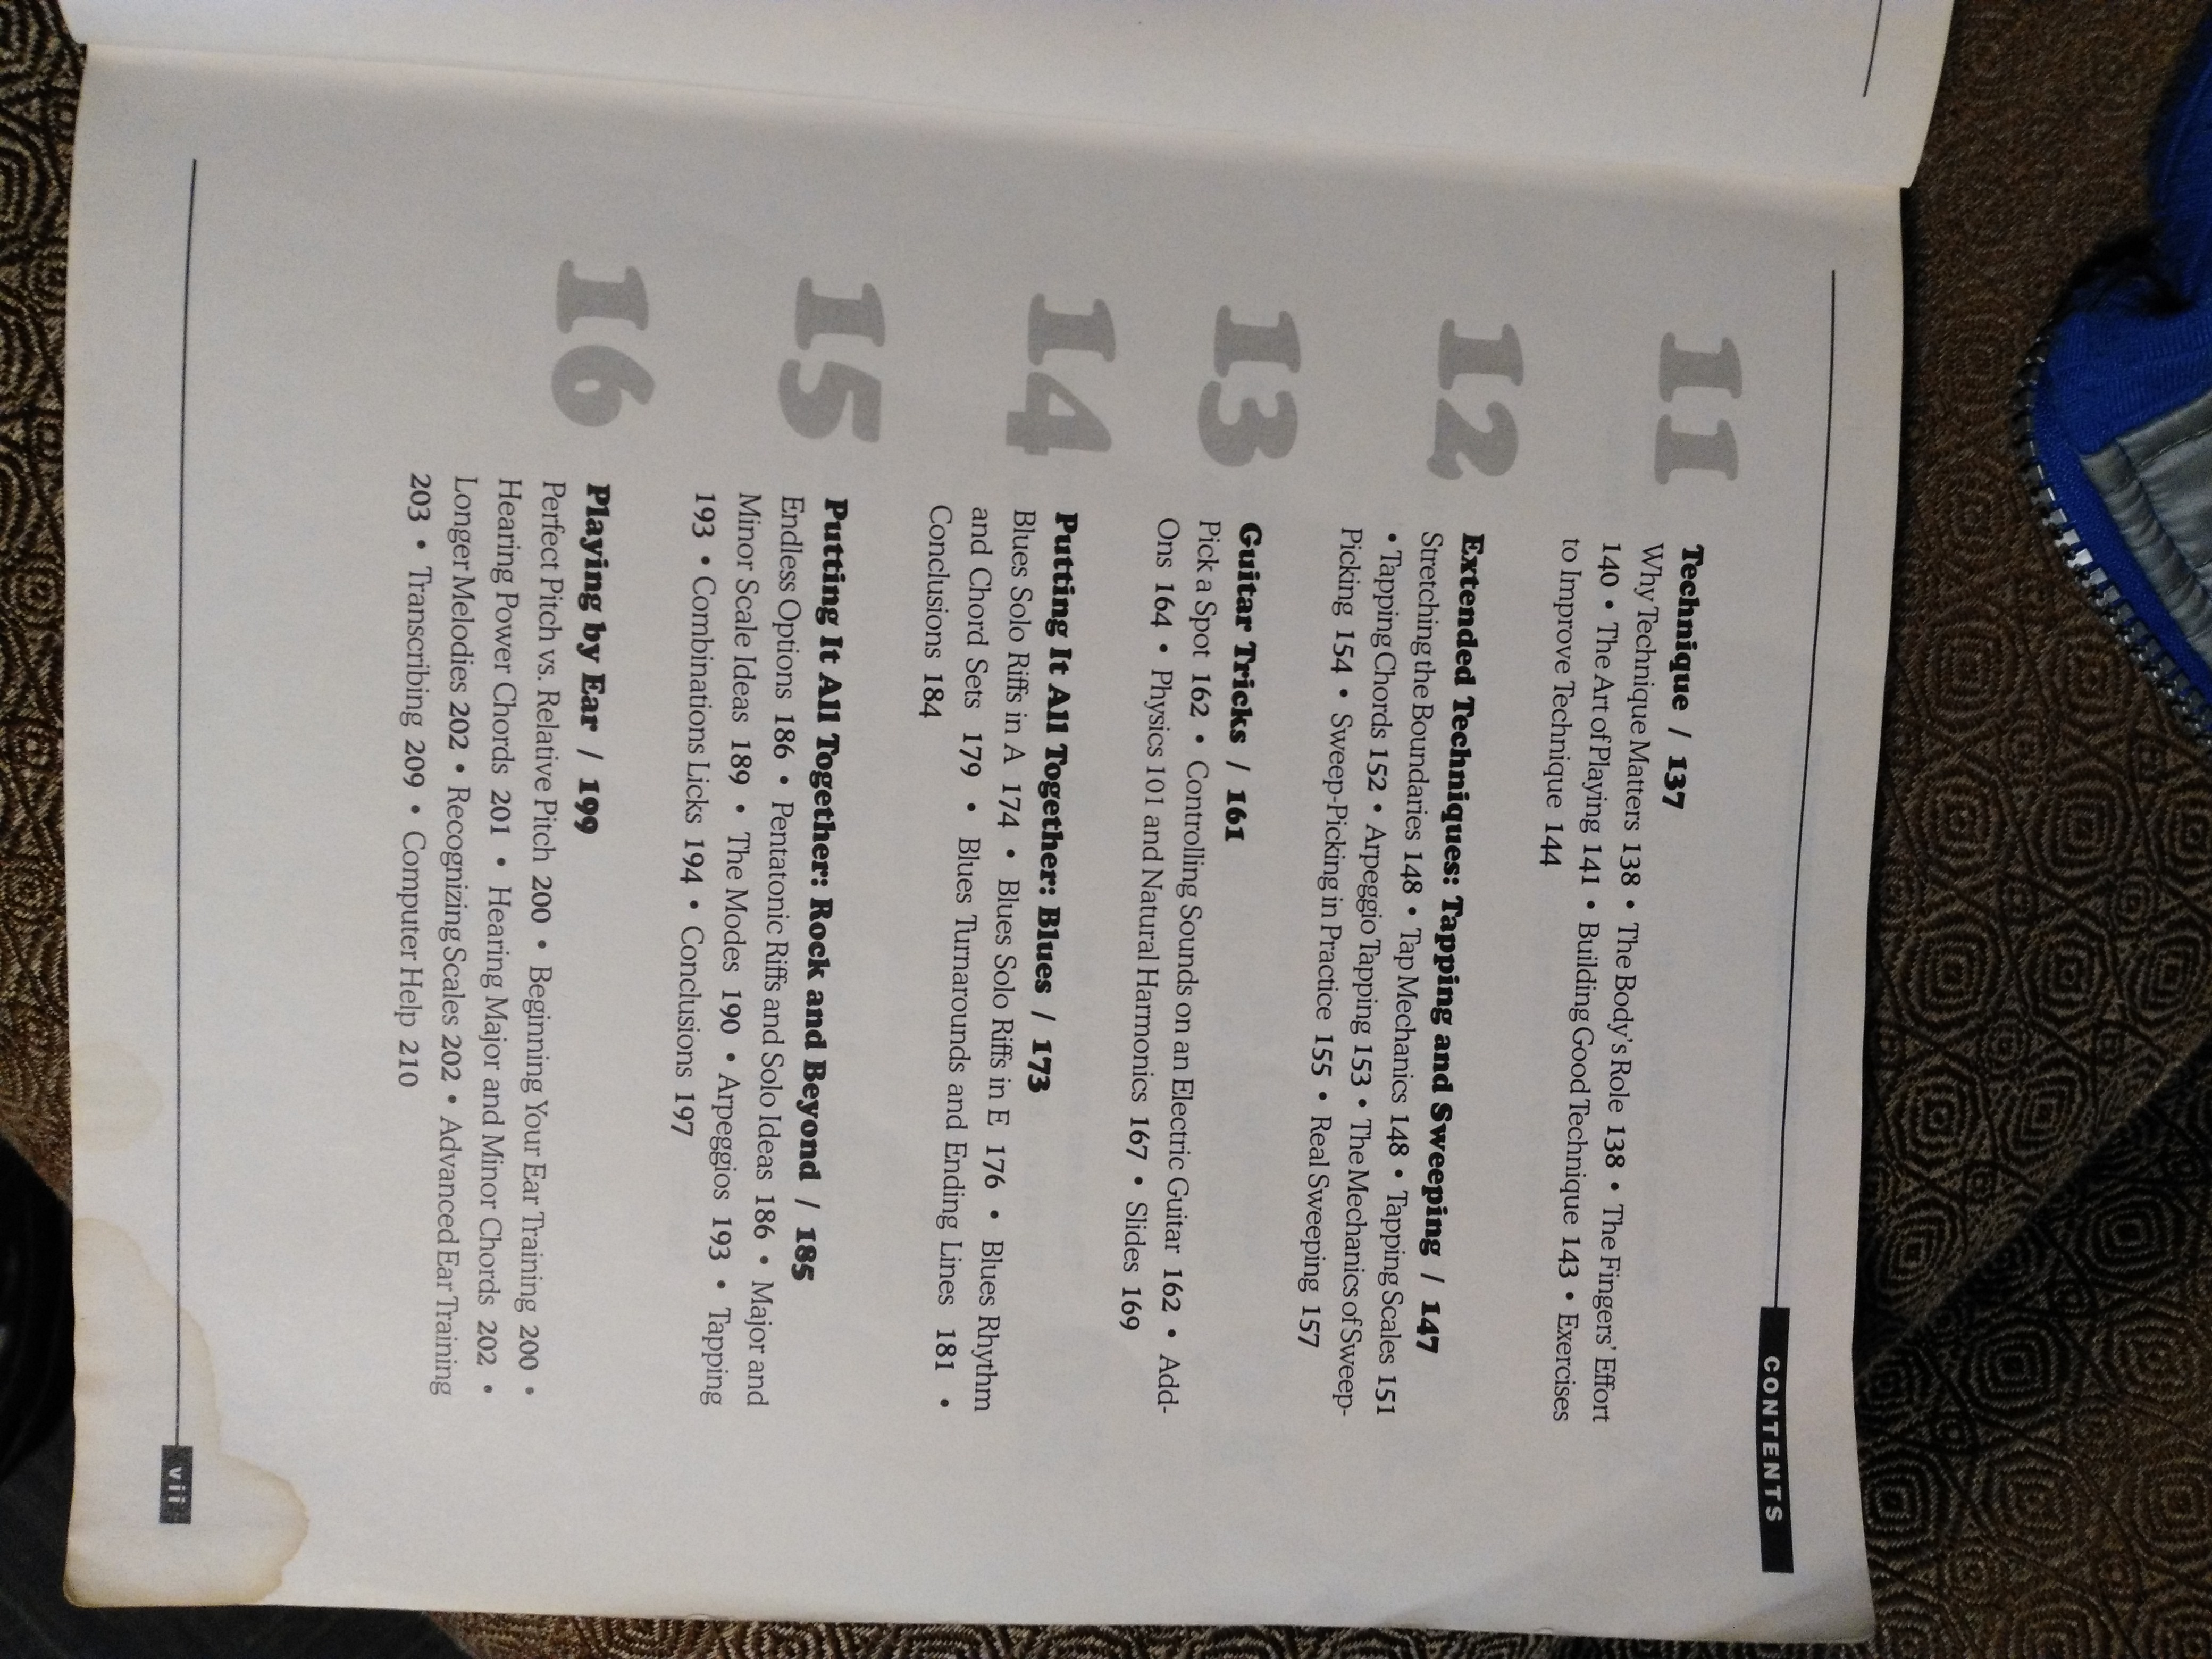 CONTENTS
11
Technique / 137
Why Technique Matters 138 • The Body's Role 138 • The Fingers' Effort
140 • The Art of Playing 141 • Building Good Technique 143 • Exercises
to Improve Technique 144
12
Extended Techniques: Tapping and Sweeping / 147
Stretching the Boundaries 148 • Tap Mechanics 148 • Tapping Scales 151
• Tapping Chords 152 • Arpeggio Tapping 153 • The Mechanics of Sweep-
Picking 154 • Sweep-Picking in Practice 155 • Real Sweeping 157
13
Guitar Tricks / 161
Pick a Spot 162 • Controlling Sounds on an Electric Guitar 162 • Add-
Ons 164 • Physics 101 and Natural Harmonics 167 • Slides 169
14
Putting It All Together: Blues / 173
Blues Solo Riffs in A 174 • Blues Solo Riffs in E 176 • Blues Rhythm
and Chord Sets 179 • Blues Turnarounds and Ending Lines 181 •
Conclusions 184
15
Putting It All Together: Rock and Beyond / 185
Endless Options 186 • Pentatonic Riffs and Solo Ideas 186 • Major and
Minor Scale Ideas 189 • The Modes 190 • Arpeggios 193 • Tapping
193 • Combinations Licks 194 • Conclusions 197
16
Playing by Ear / 199
Perfect Pitch vs. Relative Pitch 200 • Beginning Your Ear Training 200 •
Hearing Power Chords 201 • Hearing Major and Minor Chords 202 •
Longer Melodies 202 • Recognizing Scales 202 • Advanced Ear Training
203 • Transcribing 209 • Computer Help 210
vii